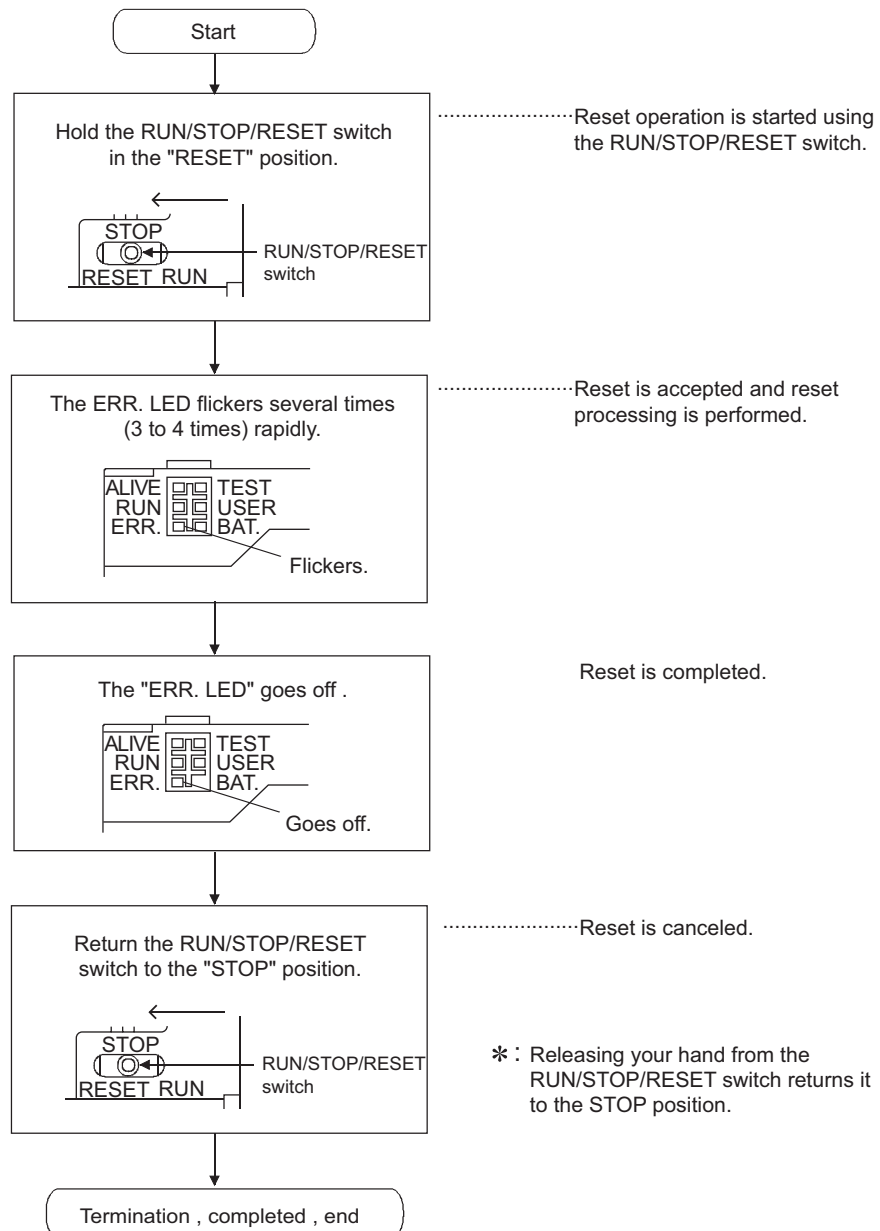 Start
Hold the RUN/STOP/RESET switch
in the "RESET" position.
STOP
RESET RUN
RUN/STOP/RESET
switch
Reset operation is started using
the RUN/STOP/RESET switch.
The ERR. LED flickers several times
(3 to 4 times) rapidly.
ALIVE TEST
RUN USER
ERR. BAT.
Flickers.
Reset is accepted and reset
processing is performed.
The "ERR. LED" goes off .
ALIVE TEST
RUN USER
ERR. BAT.
Goes off.
Reset is completed.
Return the RUN/STOP/RESET
switch to the "STOP" position.
STOP
RESET RUN
RUN/STOP/RESET
switch
Reset is canceled.
*: Releasing your hand from the
RUN/STOP/RESET switch returns it
to the STOP position.
Termination , completed , end